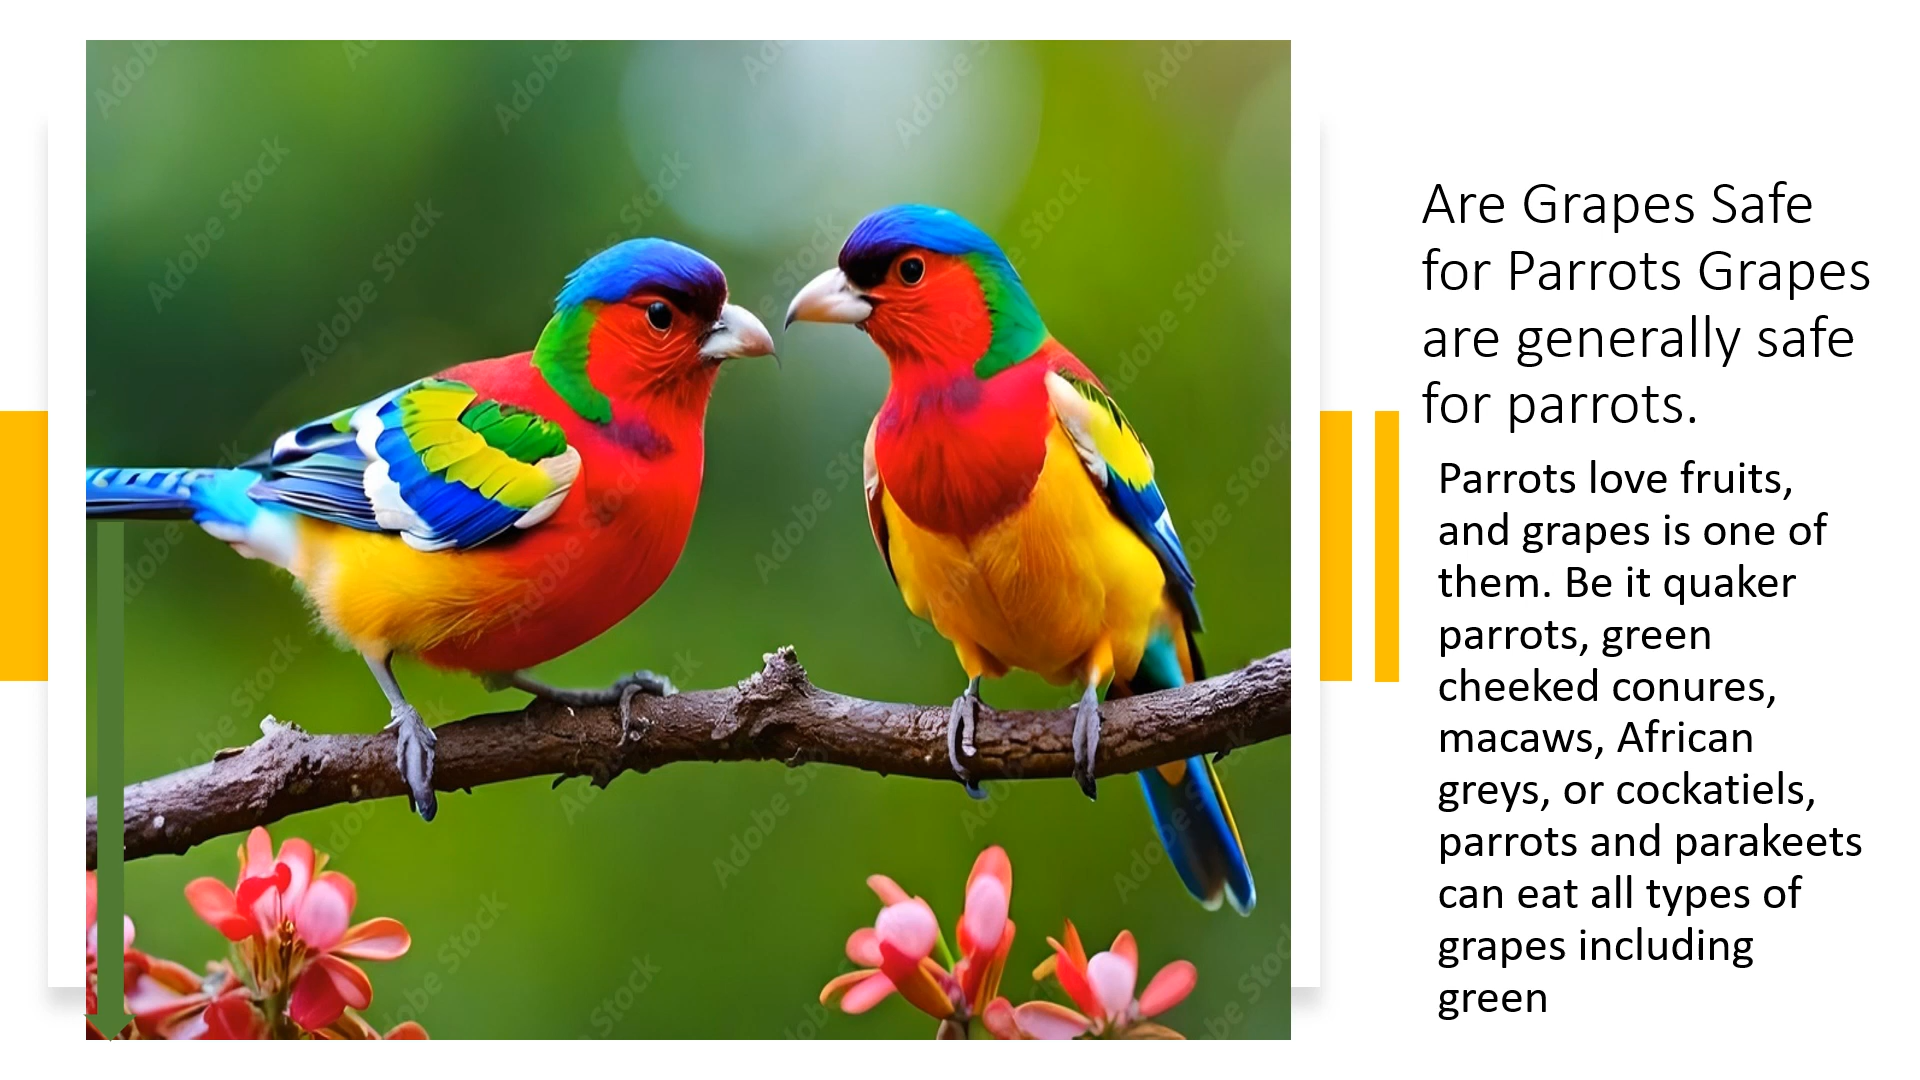 Are Grapes Safe
for Parrots Grapes
are generally safe
for parrots.
Parrots love fruits,
and grapes is one of
them. Be it quaker
parrots, green
cheeked conures,
macaws, African
greys, or cockatiels,
parrots and parakeets
can eat all types of
grapes including
green
Adobe Stock